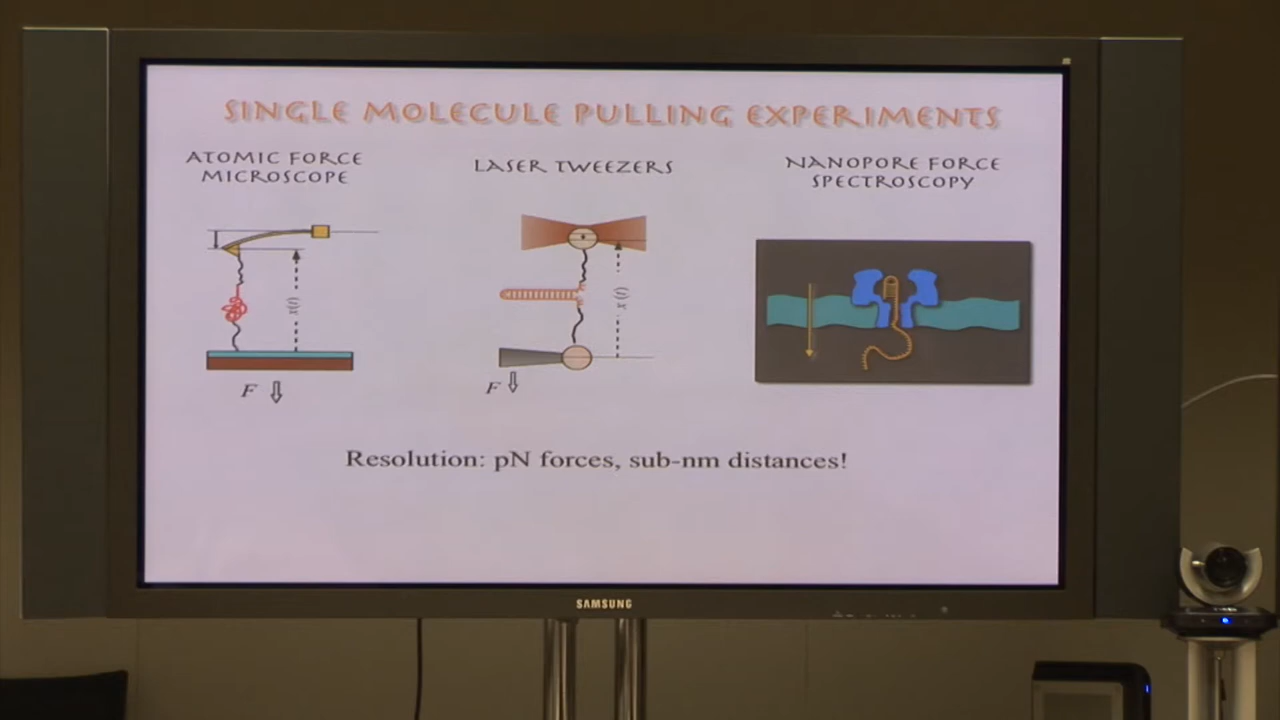 SINGLE MOLECULE PULLING EXPERIMENTS
ATOMIC FORCE
MICROSCOPE
LASER TWEEZERS
NANOPORE FORCE
SPECTROSCOPY
x(t)
x(t)
F
F
Resolution: pN forces, sub-nm distances!
SAMSUNG